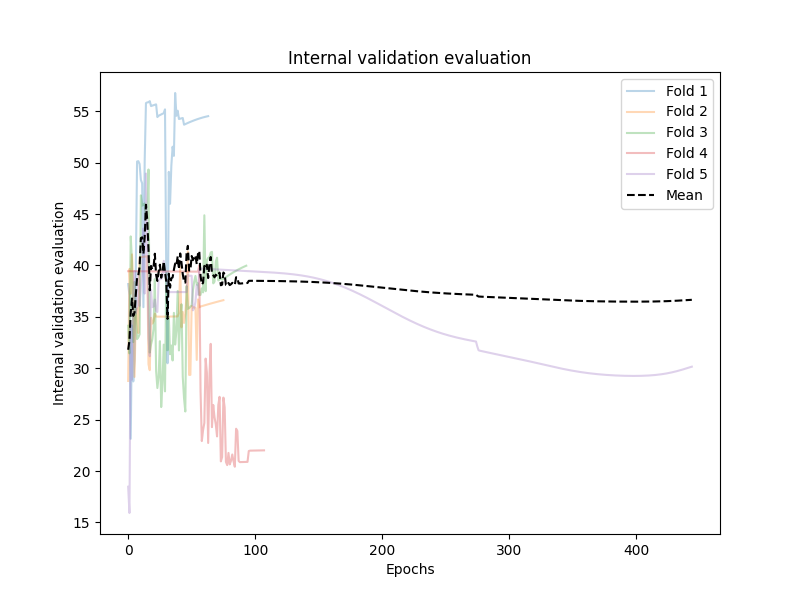 Internal validation evaluation
Fold 1
Fold 2
Fold 3
Fold 4
Fold 5
Mean
Internal validation evaluation
55
50
45
40
35
30
25
20
15
0 100 200 300 400
Epochs